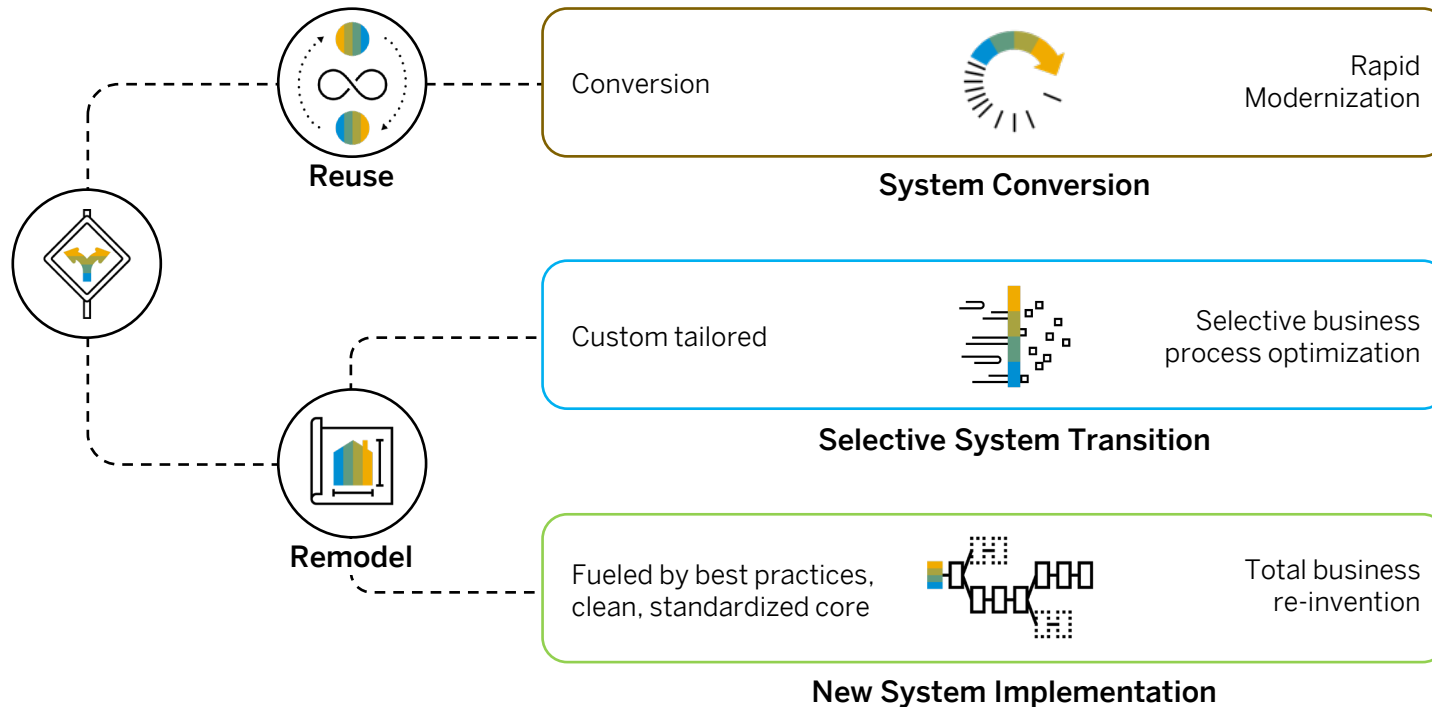 Conversion
Rapid
Modernization
Reuse
System Conversion
Custom tailored
Selective business
process optimization
Selective System Transition
Remodel
Fueled by best practices,
clean, standardized core
Total business
re-invention
New System Implementation